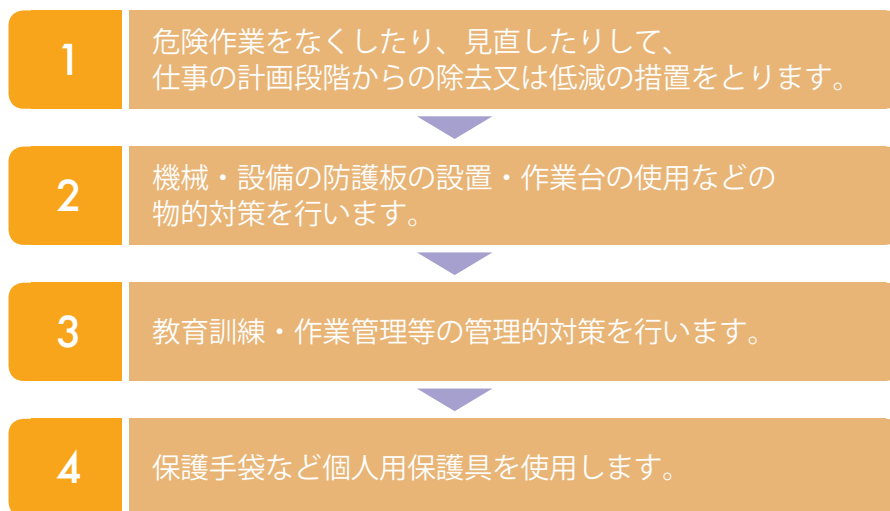 1
危険作業をなくしたり、見直したりして、
仕事の計画段階からの除去又は低減の措置をとります。
2
機械・設備の防護板の設置・作業台の使用などの
物的対策を行います。
3
教育訓練・作業管理等の管理的対策を行います。
4
保護手袋など個人用保護具を使用します。